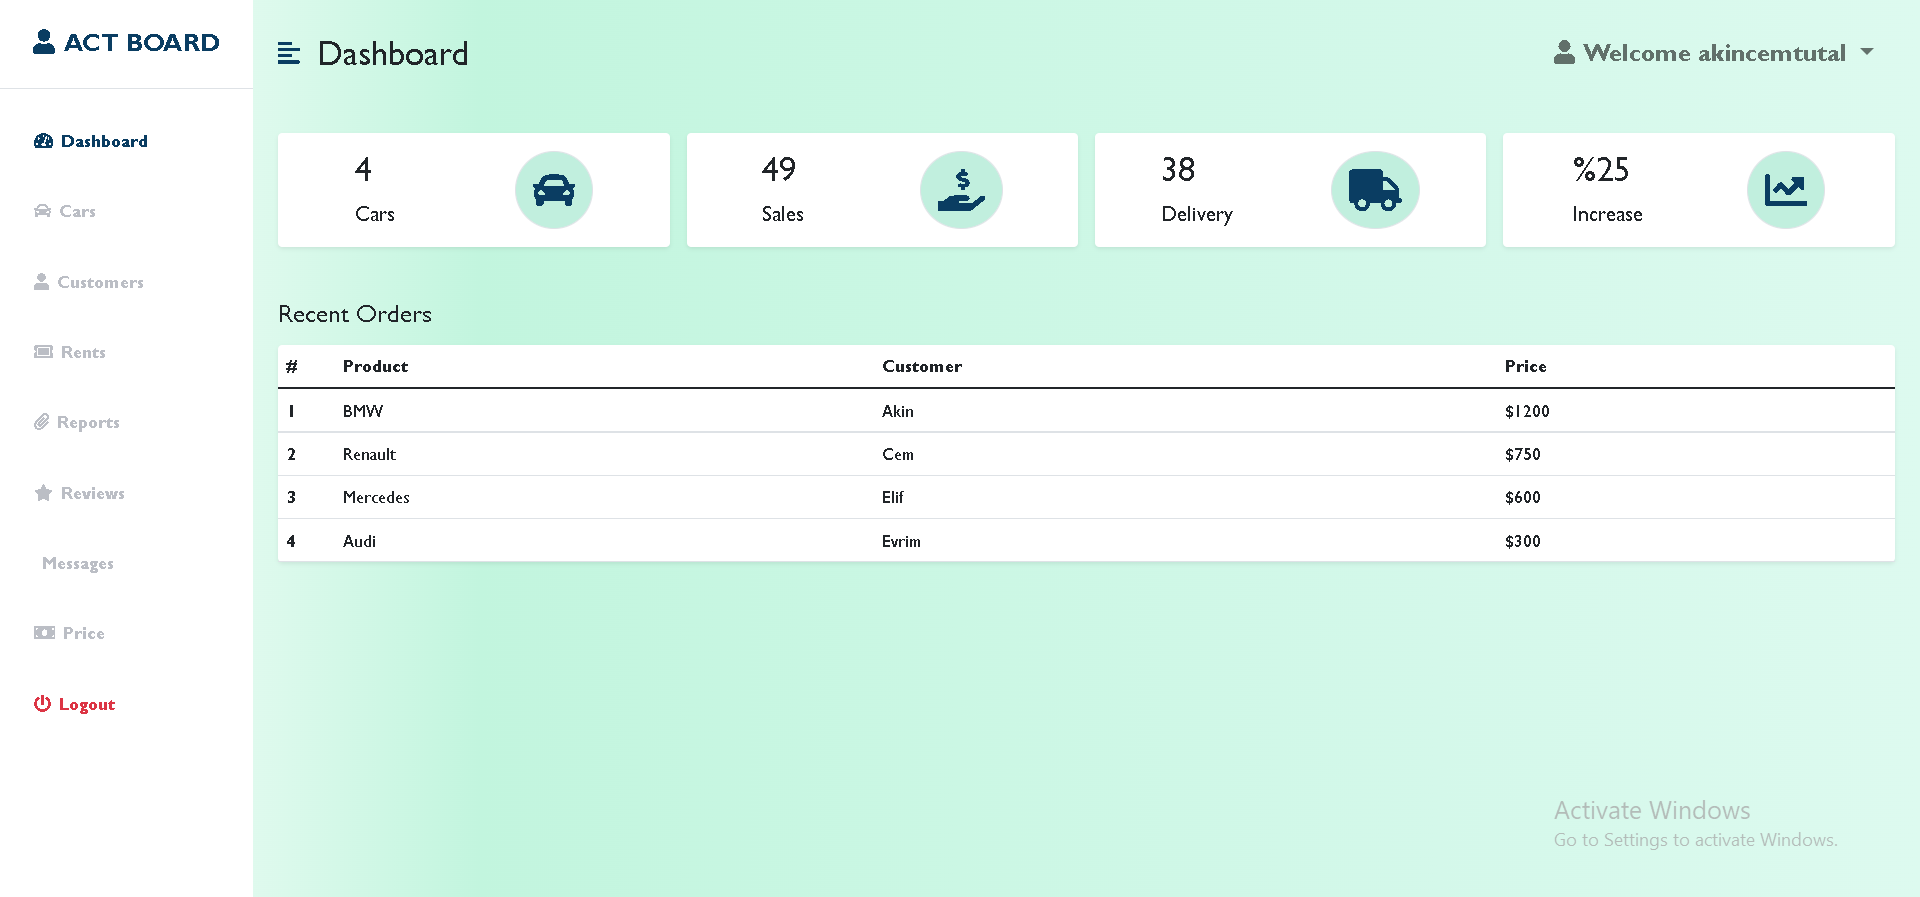 ACT BOARD
Dashboard
Cars
Customers
Rents
Reports
Reviews
Messages
Price
Logout
Dashboard
Welcome akincemtutal
4
Cars
49
Sales
38
Delivery
%25
Increase
Recent Orders
# Product Customer Price
1 BMW Akin $1200
2 Renault Cem $750
3 Mercedes Elif $600
4 Audi Evrim $300
Activate Windows
Go to Settings to activate Windows.